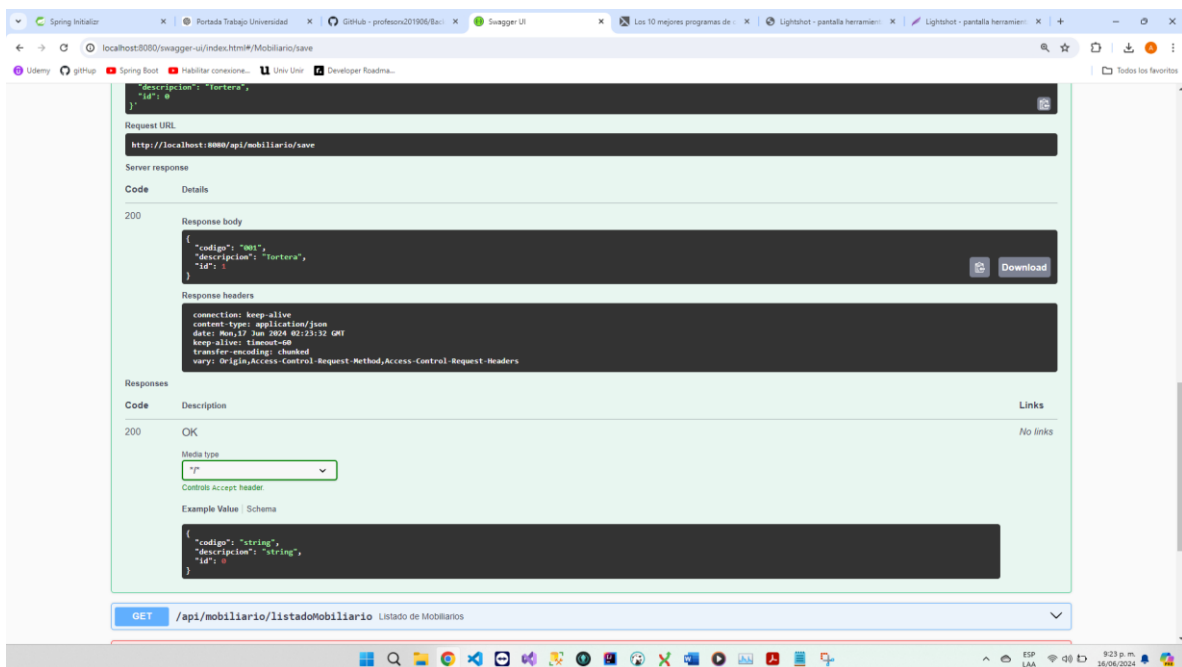 Spring Initializr
Portada Trabajo Universidad
GitHub - profesorx201906/Bac
Swagger UI
Los 10 mejores programas de c
Lightshot - pantalla herramient
Lightshot - pantalla herramient
localhost:8080/swagger-ui/index.html#/Mobiliario/save
Udemy
gitHup
Spring Boot
Habilitar conexione...
Univ Unir
Developer Roadma...
Todos los favoritos
"descripcion": "Tortera",
"id": 0
}'
Request URL
http://localhost:8080/api/mobiliario/save
Server response
Code Details
200
Response body
{
"codigo": "001",
"descripcion": "Tortera",
"id": 1
}
Download
Response headers
connection: keep-alive
content-type: application/json
date: Mon,17 Jun 2024 02:23:32 GMT
keep-alive: timeout=60
transfer-encoding: chunked
vary: Origin,Access-Control-Request-Method,Access-Control-Request-Headers
Responses
Code Description Links
200 OK No links
Media type
*/*
Controls Accept header.
Example Value Schema
{
"codigo": "string",
"descripcion": "string",
"id": 0
}
GET /api/mobiliario/listadoMobiliario Listado de Mobiliarios
ESP
LAA
9:23 p. m.
16/06/2024